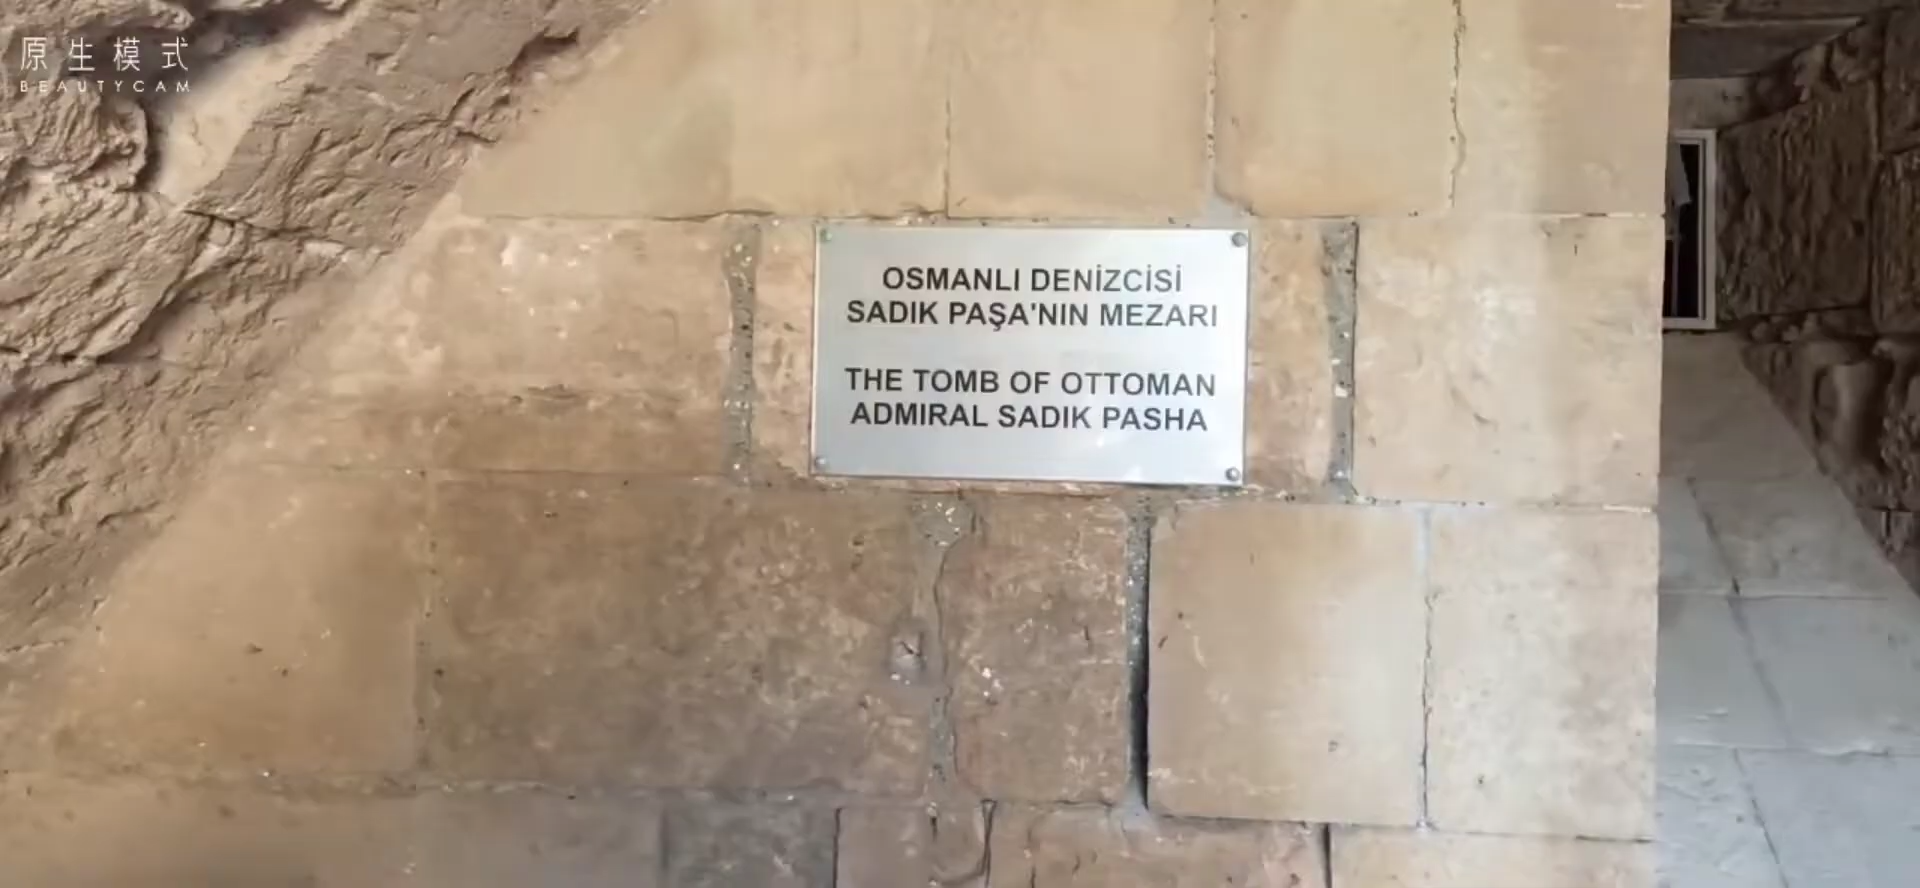 原生模式
BEAUTYCAM
OSMANLI DENİZCİSİ
SADIK PAŞA'NIN MEZARI
THE TOMB OF OTTOMAN
ADMIRAL SADIK PASHA